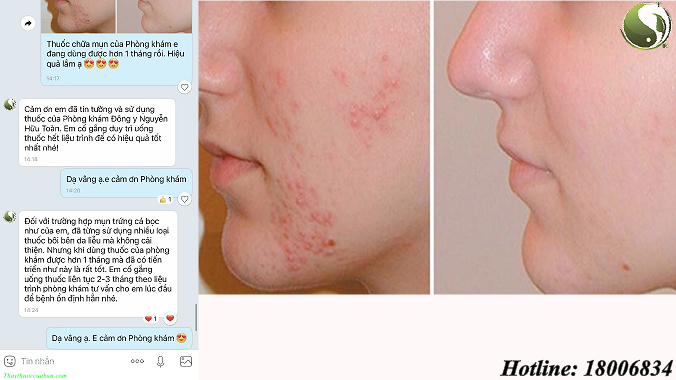 Thuốc chữa mụn của Phòng khám e
đang dùng được hơn 1 tháng rồi. Hiệu
quả lắm ạ 😍😍😍
14:17
Cảm ơn em đã tin tưởng và sử dụng
thuốc của Phòng khám Đông y Nguyễn
Hữu Toàn. Em cố gắng duy trì uống
thuốc hết liệu trình để có hiệu quả tốt
nhất nhé!
14:18
Dạ vâng ạ.e cảm ơn Phòng khám
14:20
👍 1
Đối với trường hợp mụn trứng cá bọc
như của em, đã từng sử dụng nhiều loại
thuốc bôi bên da liễu mà không cải
thiện. Nhưng khi dùng thuốc của phòng
khám được hơn 1 tháng mà đã có tiến
triển như này là rất tốt. Em cố gắng
uống thuốc liên tục 2-3 tháng theo liệu
trình phòng khám tư vấn cho em lúc đầu
để bệnh ổn định hẳn nhé.
14:24
❤ 1
Dạ vâng ạ. E cảm ơn Phòng khám 😍
Tin nhắn
Thaythuoccuaban.com
Hotline: 18006834